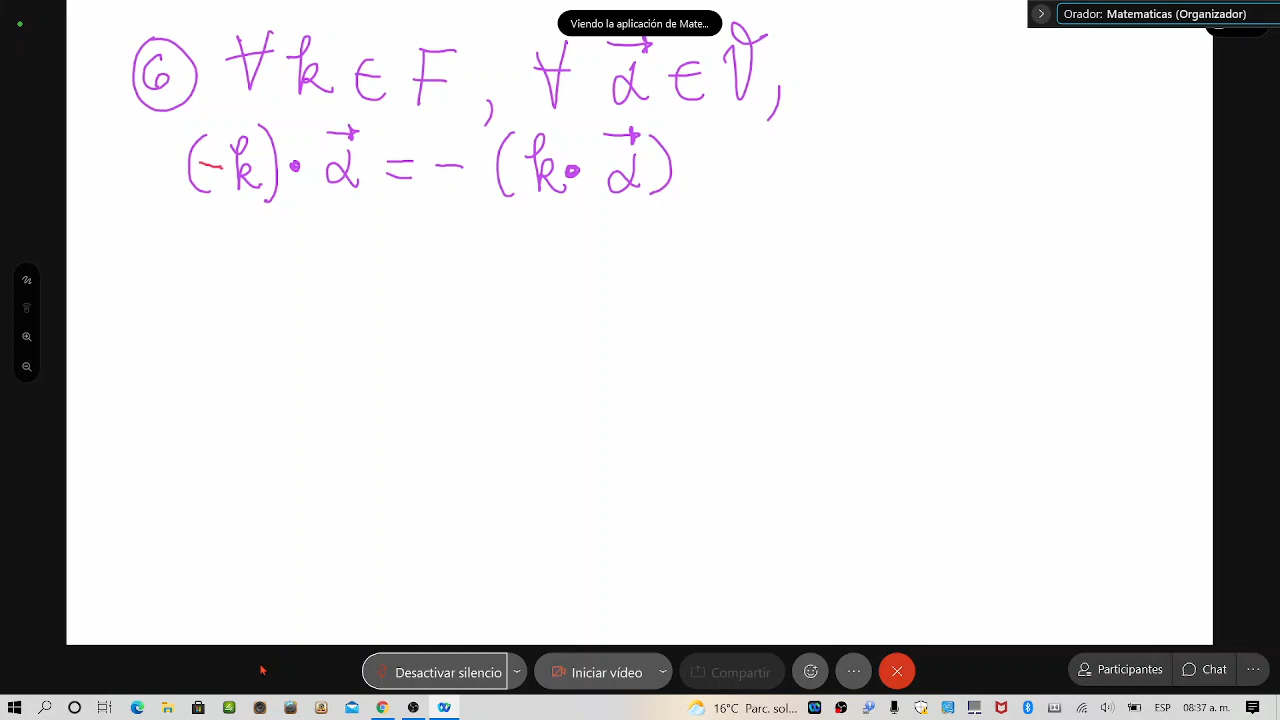 Viendo la aplicación de Mate...
Orador: Matematicas (Organizador)
⑥ ∀ k ∈ F, ∀ α⃗ ∈ V,
(-k) • α⃗ = - (k • α⃗)
Desactivar silencio
Iniciar vídeo
Compartir
Participantes
Chat
16°C Parc. sol...
ESP
08:37 a. m.